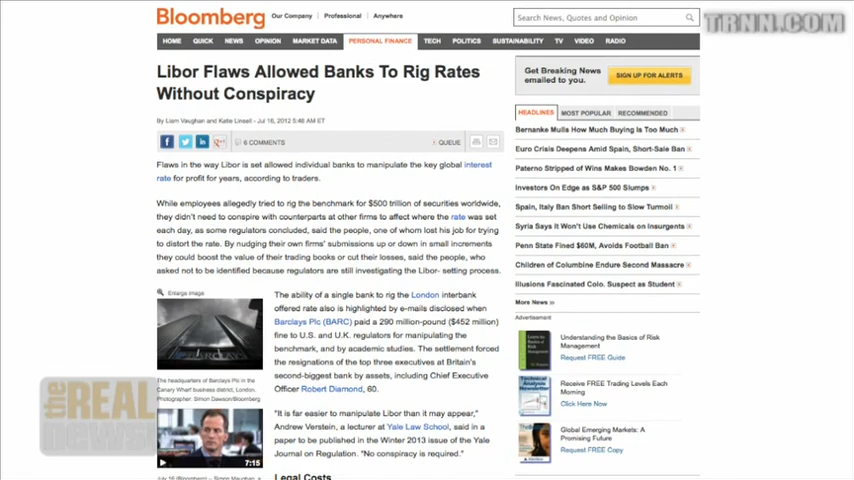 Bloomberg
Our Company
Professional
Anywhere
Search News, Quotes and Opinion
TRNN.COM
HOME QUICK NEWS OPINION MARKET DATA PERSONAL FINANCE TECH POLITICS SUSTAINABILITY TV VIDEO RADIO
Libor Flaws Allowed Banks To Rig Rates
Without Conspiracy
By Liam Vaughan and Katie Linsell - Jul 16, 2012 5:46 AM ET
6 COMMENTS
QUEUE
Flaws in the way Libor is set allowed individual banks to manipulate the key global interest
rate for profit for years, according to traders.
While employees allegedly tried to rig the benchmark for $500 trillion of securities worldwide,
they didn't need to conspire with counterparts at other firms to affect where the rate was set
each day, as some regulators concluded, said the people, one of whom lost his job for trying
to distort the rate. By nudging their own firms' submissions up or down in small increments
they could boost the value of their trading books or cut their losses, said the people, who
asked not to be identified because regulators are still investigating the Libor- setting process.
Enlarge image
BARCLAYS
The headquarters of Barclays Plc in the
Canary Wharf business district, London.
Photographer: Simon Dawson/Bloomberg
7:15
July 16 (Bloomberg) -- Simon Maughan, a
The ability of a single bank to rig the London interbank
offered rate also is highlighted by e-mails disclosed when
Barclays Plc (BARC) paid a 290 million-pound ($452 million)
fine to U.S. and U.K. regulators for manipulating the
benchmark, and by academic studies. The settlement forced
the resignations of the top three executives at Britain's
second-biggest bank by assets, including Chief Executive
Officer Robert Diamond, 60.
"It is far easier to manipulate Libor than it may appear,"
Andrew Verstein, a lecturer at Yale Law School, said in a
paper to be published in the Winter 2013 issue of the Yale
Journal on Regulation. "No conspiracy is required."
Legal Costs
Get Breaking News
emailed to you.
SIGN UP FOR ALERTS
HEADLINES MOST POPULAR RECOMMENDED
Bernanke Mulls How Much Buying Is Too Much
Euro Crisis Deepens Amid Spain, Short-Sale Ban
Paterno Stripped of Wins Makes Bowden No. 1
Investors On Edge as S&P 500 Slumps
Spain, Italy Ban Short Selling to Slow Turmoil
Syria Says It Won't Use Chemicals on Insurgents
Penn State Fined $60M, Avoids Football Ban
Children of Columbine Endure Second Massacre
Illusions Fascinated Colo. Suspect as Student
More News »
Advertisement
Understanding the Basics of Risk
Management
Request FREE Guide
Receive FREE Trading Levels Each
Morning
Click Here Now
Global Emerging Markets: A
Promising Future
Request FREE Copy
the REAL
news